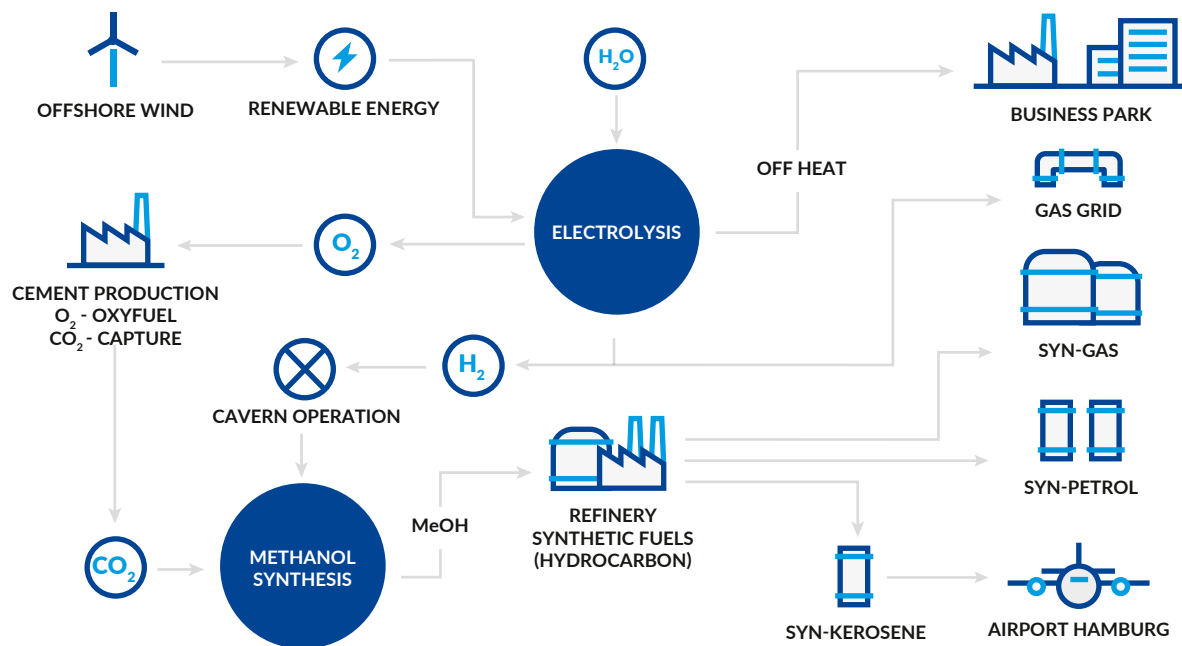 OFFSHORE WIND
RENEWABLE ENERGY
H₂O
BUSINESS PARK
OFF HEAT
GAS GRID
ELECTROLYSIS
O₂
CEMENT PRODUCTION
O₂ - OXYFUEL
CO₂ - CAPTURE
SYN-GAS
H₂
CAVERN OPERATION
SYN-PETROL
MeOH
REFINERY
SYNTHETIC FUELS
(HYDROCARBON)
CO₂
METHANOL
SYNTHESIS
SYN-KEROSENE
AIRPORT HAMBURG